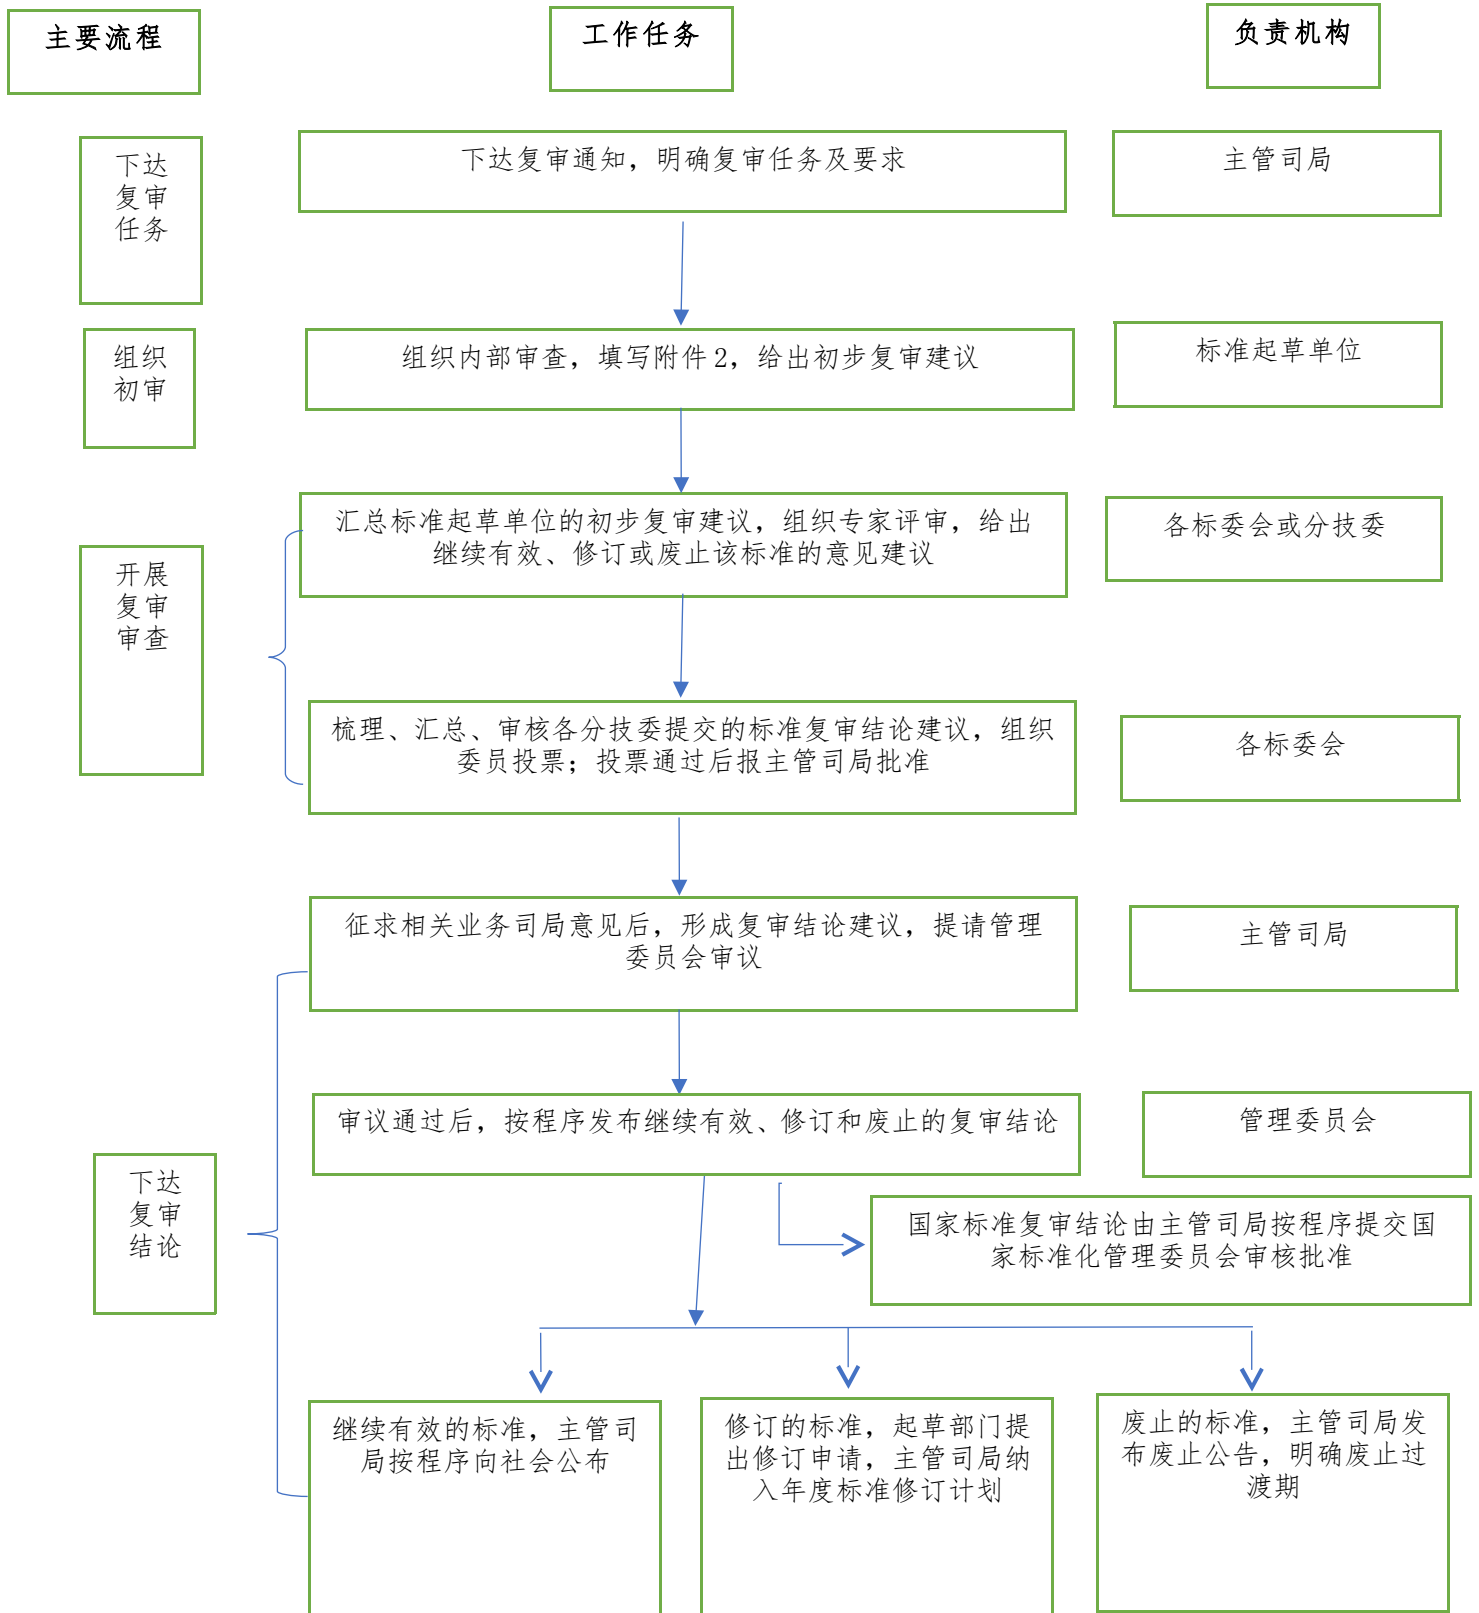 主要流程
工作任务
负责机构
下达
复审
任务
下达复审通知，明确复审任务及要求
主管司局
组织
初审
组织内部审查，填写附件2，给出初步复审建议
标准起草单位
开展
复审
审查
汇总标准起草单位的初步复审建议，组织专家评审，给出
继续有效、修订或废止该标准的意见建议
各标委会或分技委
梳理、汇总、审核各分技委提交的标准复审结论建议，组织
委员投票；投票通过后报主管司局批准
各标委会
征求相关业务司局意见后，形成复审结论建议，提请管理
委员会审议
主管司局
下达
复审
结论
审议通过后，按程序发布继续有效、修订和废止的复审结论
管理委员会
国家标准复审结论由主管司局按程序提交国
家标准化管理委员会审核批准
继续有效的标准，主管司
局按程序向社会公布
修订的标准，起草部门提
出修订申请，主管司局纳
入年度标准修订计划
废止的标准，主管司局发
布废止公告，明确废止过
渡期